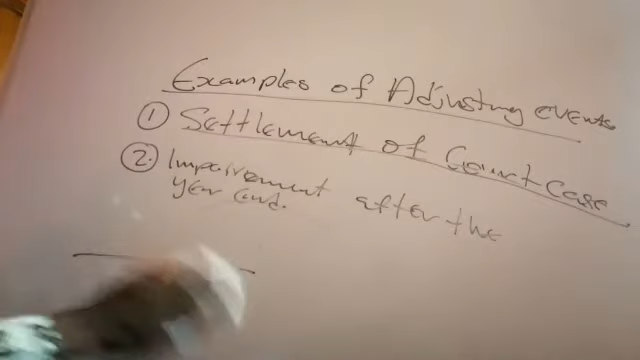 Examples of Adjusting events
① Settlement of Court case
② Impairment after the
year end.